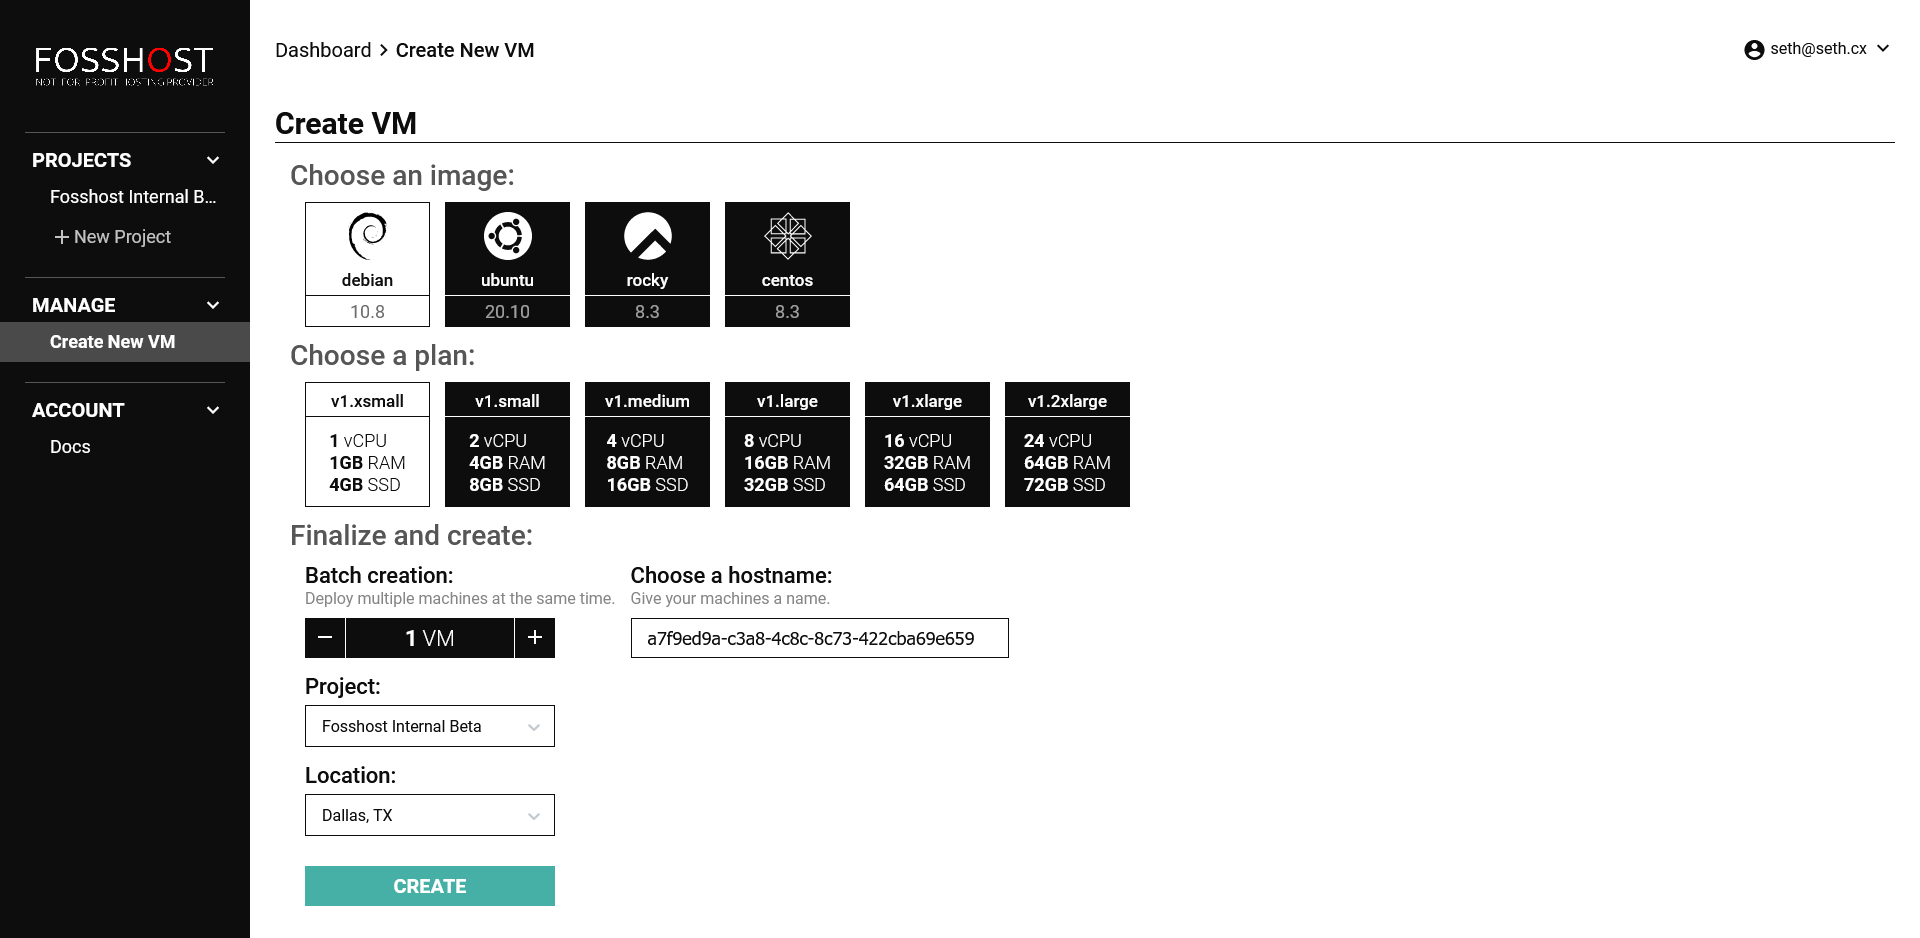 FOSSHOST
NOT FOR PROFIT HOSTING PROVIDER
PROJECTS
Fosshost Internal B...
New Project
MANAGE
Create New VM
ACCOUNT
Docs
Dashboard > Create New VM
seth@seth.cx
Create VM
Choose an image:
debian
10.8
ubuntu
20.10
rocky
8.3
centos
8.3
Choose a plan:
v1.xsmall
1 vCPU
1GB RAM
4GB SSD
v1.small
2 vCPU
4GB RAM
8GB SSD
v1.medium
4 vCPU
8GB RAM
16GB SSD
v1.large
8 vCPU
16GB RAM
32GB SSD
v1.xlarge
16 vCPU
32GB RAM
64GB SSD
v1.2xlarge
24 vCPU
64GB RAM
72GB SSD
Finalize and create:
Batch creation:
Deploy multiple machines at the same time.
− 1 VM +
Choose a hostname:
Give your machines a name.
a7f9ed9a-c3a8-4c8c-8c73-422cba69e659
Project:
Fosshost Internal Beta
Location:
Dallas, TX
CREATE